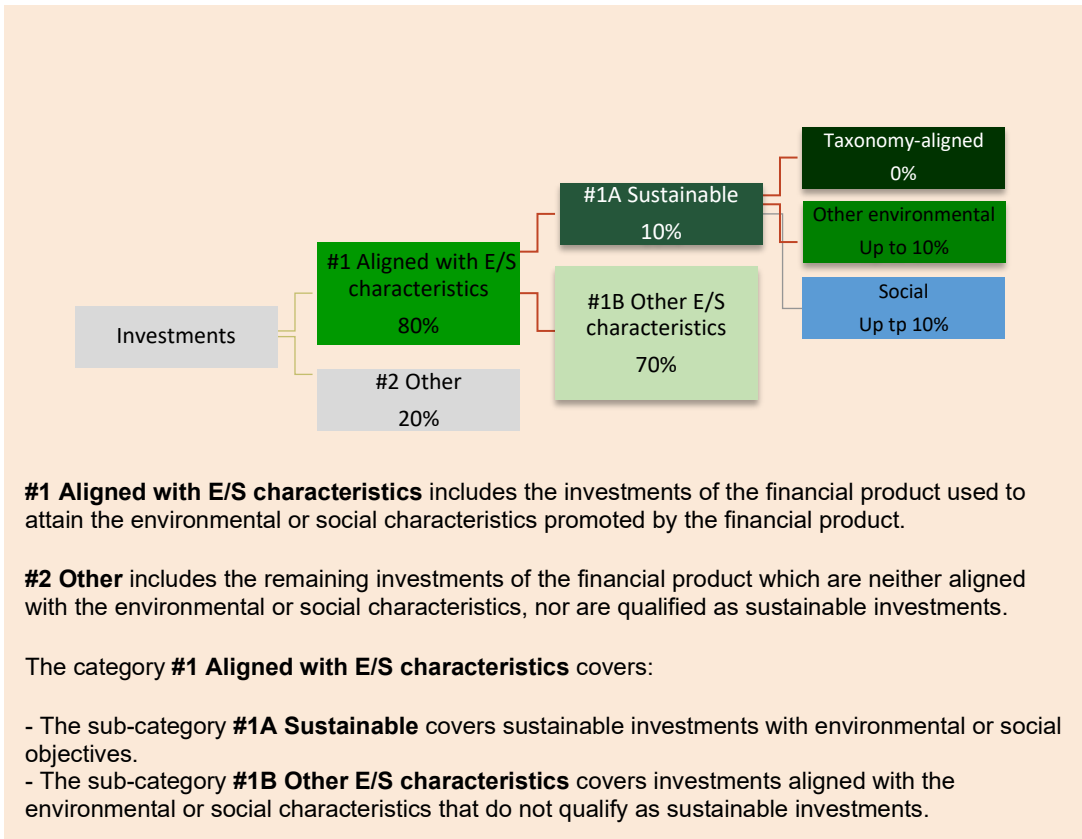 Taxonomy-aligned
0%
#1A Sustainable
10%
Other environmental
Up to 10%
#1 Aligned with E/S
characteristics
80%
#1B Other E/S
characteristics
70%
Social
Up tp 10%
Investments
#2 Other
20%
#1 Aligned with E/S characteristics includes the investments of the financial product used to
attain the environmental or social characteristics promoted by the financial product.
#2 Other includes the remaining investments of the financial product which are neither aligned
with the environmental or social characteristics, nor are qualified as sustainable investments.
The category #1 Aligned with E/S characteristics covers:
- The sub-category #1A Sustainable covers sustainable investments with environmental or social
objectives.
- The sub-category #1B Other E/S characteristics covers investments aligned with the
environmental or social characteristics that do not qualify as sustainable investments.